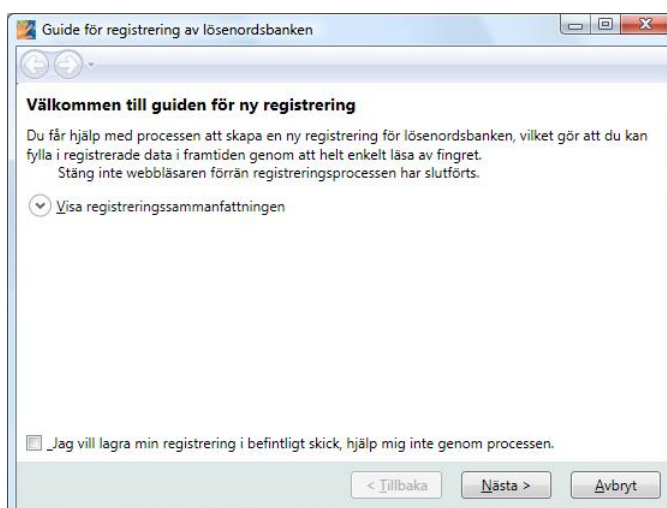 Guide för registrering av lösenordsbanken
Välkommen till guiden för ny registrering
Du får hjälp med processen att skapa en ny registrering för lösenordsbanken, vilket gör att du kan
fylla i registrerade data i framtiden genom att helt enkelt läsa av fingret.
Stäng inte webbläsaren förrän registreringsprocessen har slutförts.
Visa registreringssammanfattningen
_Jag vill lagra min registrering i befintligt skick, hjälp mig inte genom processen.
< Tillbaka
Nästa >
Avbryt